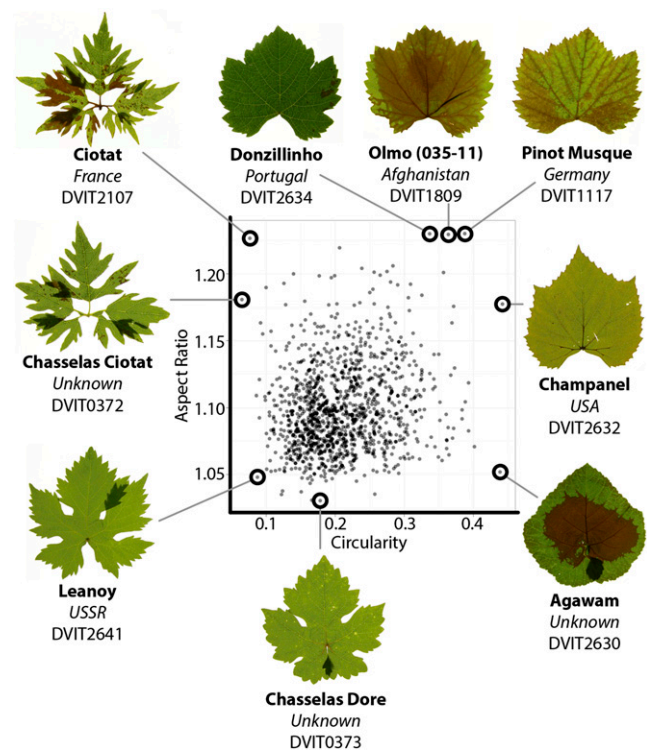 Ciotat
France
DVIT2107
Donzillinho
Portugal
DVIT2634
Olmo (035-11)
Afghanistan
DVIT1809
Pinot Musque
Germany
DVIT1117
Chasselas Ciotat
Unknown
DVIT0372
Champanel
USA
DVIT2632
Leanoy
USSR
DVIT2641
Agawam
Unknown
DVIT2630
Chasselas Dore
Unknown
DVIT0373
Aspect Ratio
1.20
1.15
1.10
1.05
0.1 0.2 0.3 0.4
Circularity